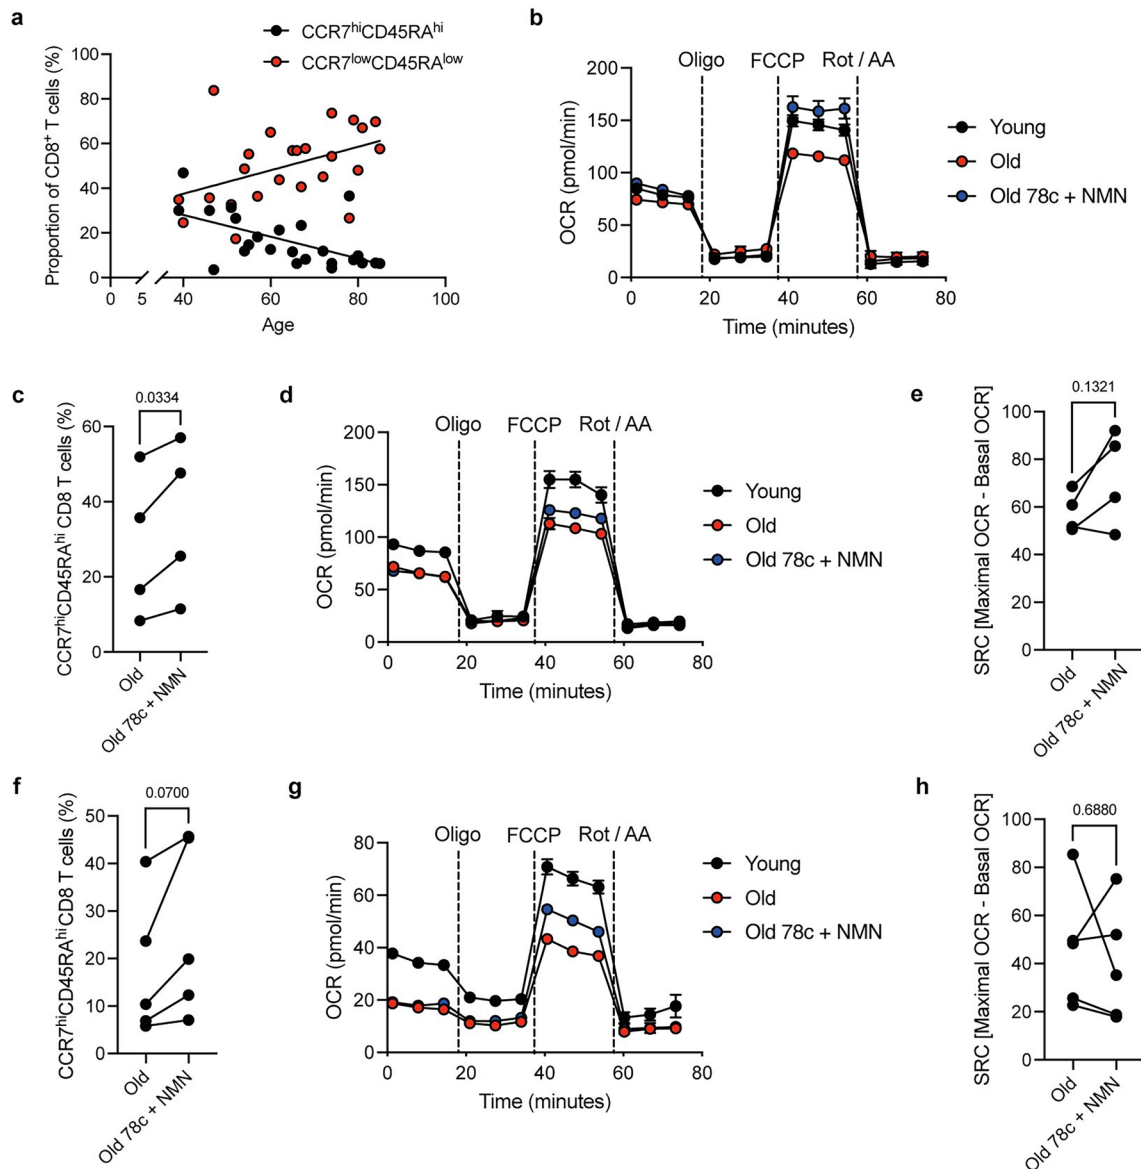 a
CCR7hiCD45RAhi
CCR7lowCD45RAlow
Proportion of CD8+ T cells (%)
100
80
60
40
20
0
0 5 40 60 80 100
Age
b
Oligo FCCP Rot / AA
OCR (pmol/min)
200
150
100
50
0
0 20 40 60 80
Time (minutes)
Young
Old
Old 78c + NMN
c
0.0334
CCR7hiCD45RAhi CD8 T cells (%)
60
40
20
0
Old
Old 78c + NMN
d
Oligo FCCP Rot / AA
OCR (pmol/min)
200
150
100
50
0
0 20 40 60 80
Time (minutes)
Young
Old
Old 78c + NMN
e
0.1321
SRC [Maximal OCR - Basal OCR]
100
80
60
40
20
0
Old
Old 78c + NMN
f
0.0700
CCR7hiCD45RAhi CD8 T cells (%)
50
40
30
20
10
0
Old
Old 78c + NMN
g
Oligo FCCP Rot / AA
OCR (pmol/min)
80
60
40
20
0
0 20 40 60 80
Time (minutes)
Young
Old
Old 78c + NMN
h
0.6880
SRC [Maximal OCR - Basal OCR]
100
80
60
40
20
0
Old
Old 78c + NMN